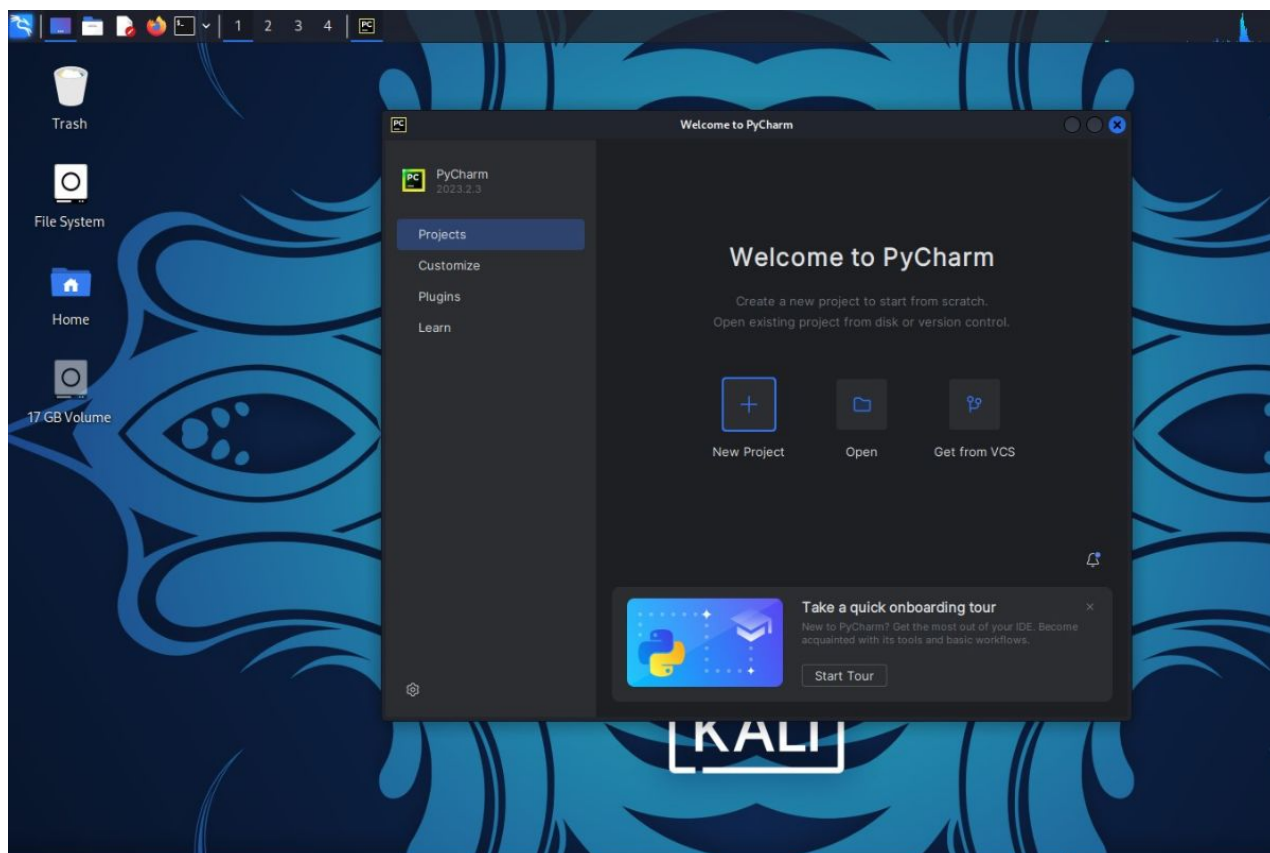 1 2 3 4
Trash
File System
Home
17 GB Volume
Welcome to PyCharm
PyCharm
2023.2.3
Projects
Customize
Plugins
Learn
Welcome to PyCharm
Create a new project to start from scratch.
Open existing project from disk or version control.
New Project
Open
Get from VCS
Take a quick onboarding tour
New to PyCharm? Get the most out of your IDE. Become
acquainted with its tools and basic workflows.
Start Tour
KALI